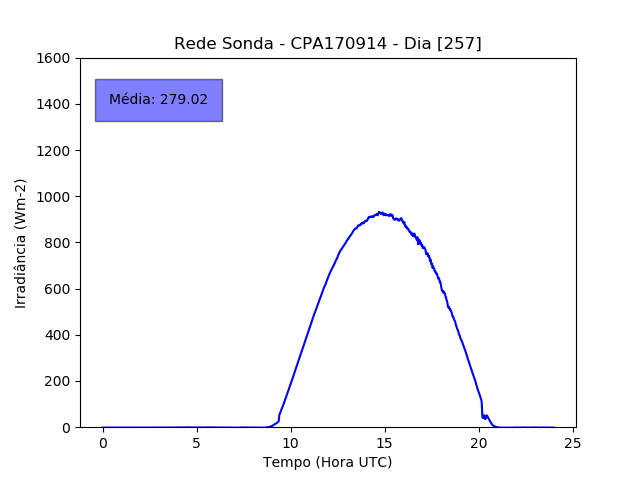 Rede Sonda - CPA170914 - Dia [257]
1600
1400
1200
1000
800
600
400
200
0
Média: 279.02
Irradiância (Wm-2)
0 5 10 15 20 25
Tempo (Hora UTC)